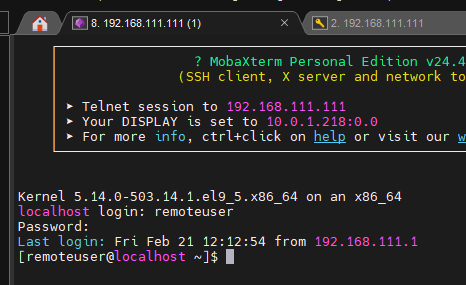 8. 192.168.111.111 (1)
2. 192.168.111.111
? MobaXterm Personal Edition v24.4
(SSH client, X server and network to
➤ Telnet session to 192.168.111.111
➤ Your DISPLAY is set to 10.0.1.218:0.0
➤ For more info, ctrl+click on help or visit our w
Kernel 5.14.0-503.14.1.el9_5.x86_64 on an x86_64
localhost login: remoteuser
Password:
Last login: Fri Feb 21 12:12:54 from 192.168.111.1
[remoteuser@localhost ~]$